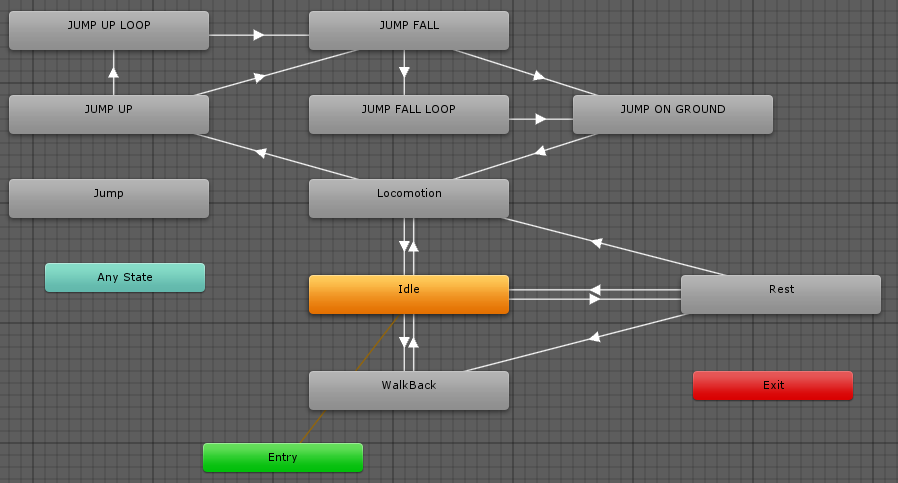 JUMP UP LOOP
JUMP FALL
JUMP UP
JUMP FALL LOOP
JUMP ON GROUND
Jump
Locomotion
Any State
Idle
Rest
WalkBack
Exit
Entry